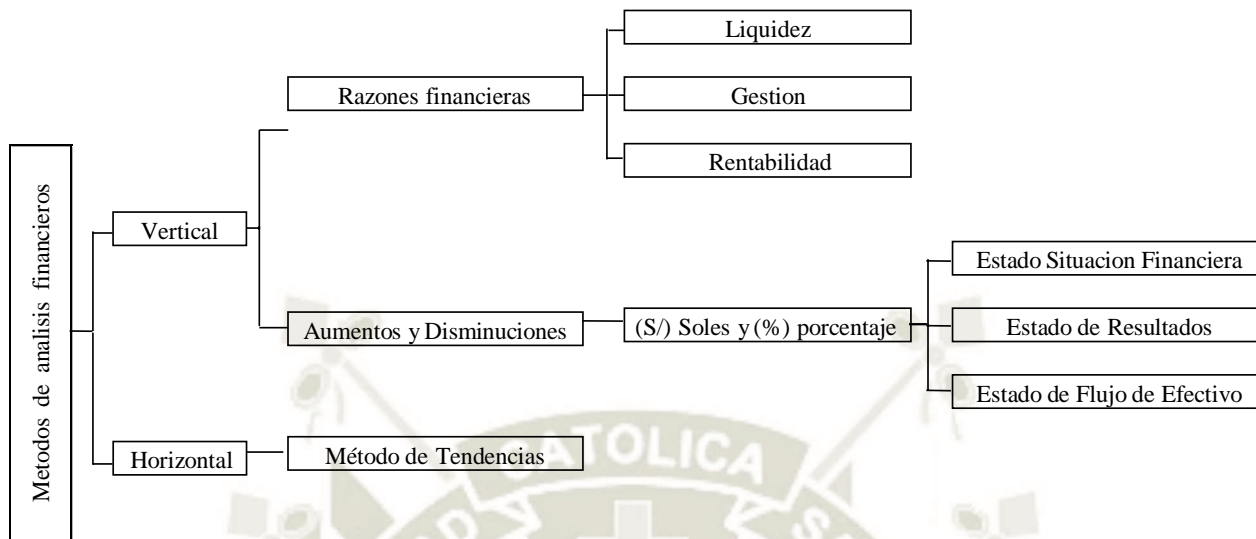 Metodos de analisis financieros
Vertical
Razones financieras
Liquidez
Gestion
Rentabilidad
Aumentos y Disminuciones
(S/) Soles y (%) porcentaje
Estado Situacion Financiera
Estado de Resultados
Estado de Flujo de Efectivo
Horizontal
Método de Tendencias
CATOLICA